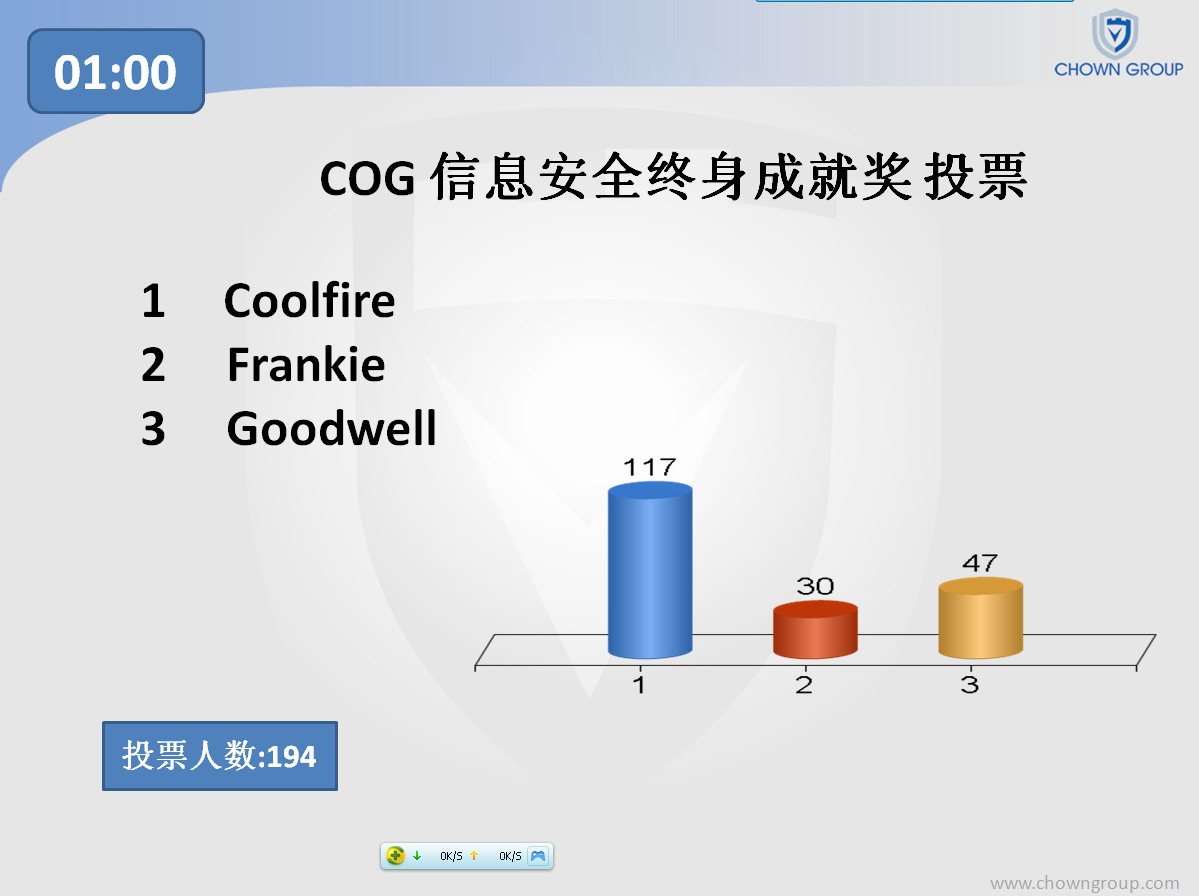 01:00
CHOWN GROUP
COG 信息安全终身成就奖 投票
1 Coolfire
2 Frankie
3 Goodwell
117
30
47
1 2 3
投票人数:194
0K/S 0K/S
www.chowngroup.com